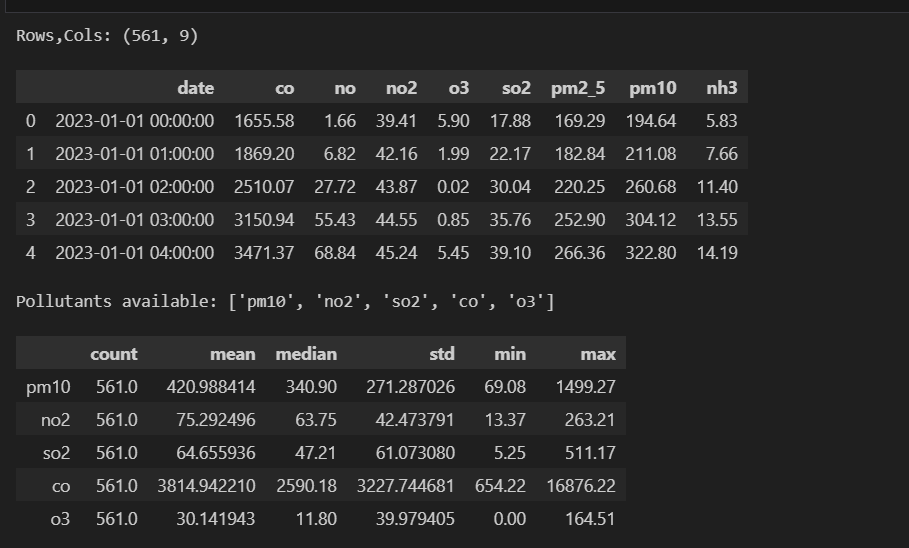 Rows,Cols: (561, 9)
date co no no2 o3 so2 pm2_5 pm10 nh3
0 2023-01-01 00:00:00 1655.58 1.66 39.41 5.90 17.88 169.29 194.64 5.83
1 2023-01-01 01:00:00 1869.20 6.82 42.16 1.99 22.17 182.84 211.08 7.66
2 2023-01-01 02:00:00 2510.07 27.72 43.87 0.02 30.04 220.25 260.68 11.40
3 2023-01-01 03:00:00 3150.94 55.43 44.55 0.85 35.76 252.90 304.12 13.55
4 2023-01-01 04:00:00 3471.37 68.84 45.24 5.45 39.10 266.36 322.80 14.19
Pollutants available: ['pm10', 'no2', 'so2', 'co', 'o3']
count mean median std min max
pm10 561.0 420.988414 340.90 271.287026 69.08 1499.27
no2 561.0 75.292496 63.75 42.473791 13.37 263.21
so2 561.0 64.655936 47.21 61.073080 5.25 511.17
co 561.0 3814.942210 2590.18 3227.744681 654.22 16876.22
o3 561.0 30.141943 11.80 39.979405 0.00 164.51